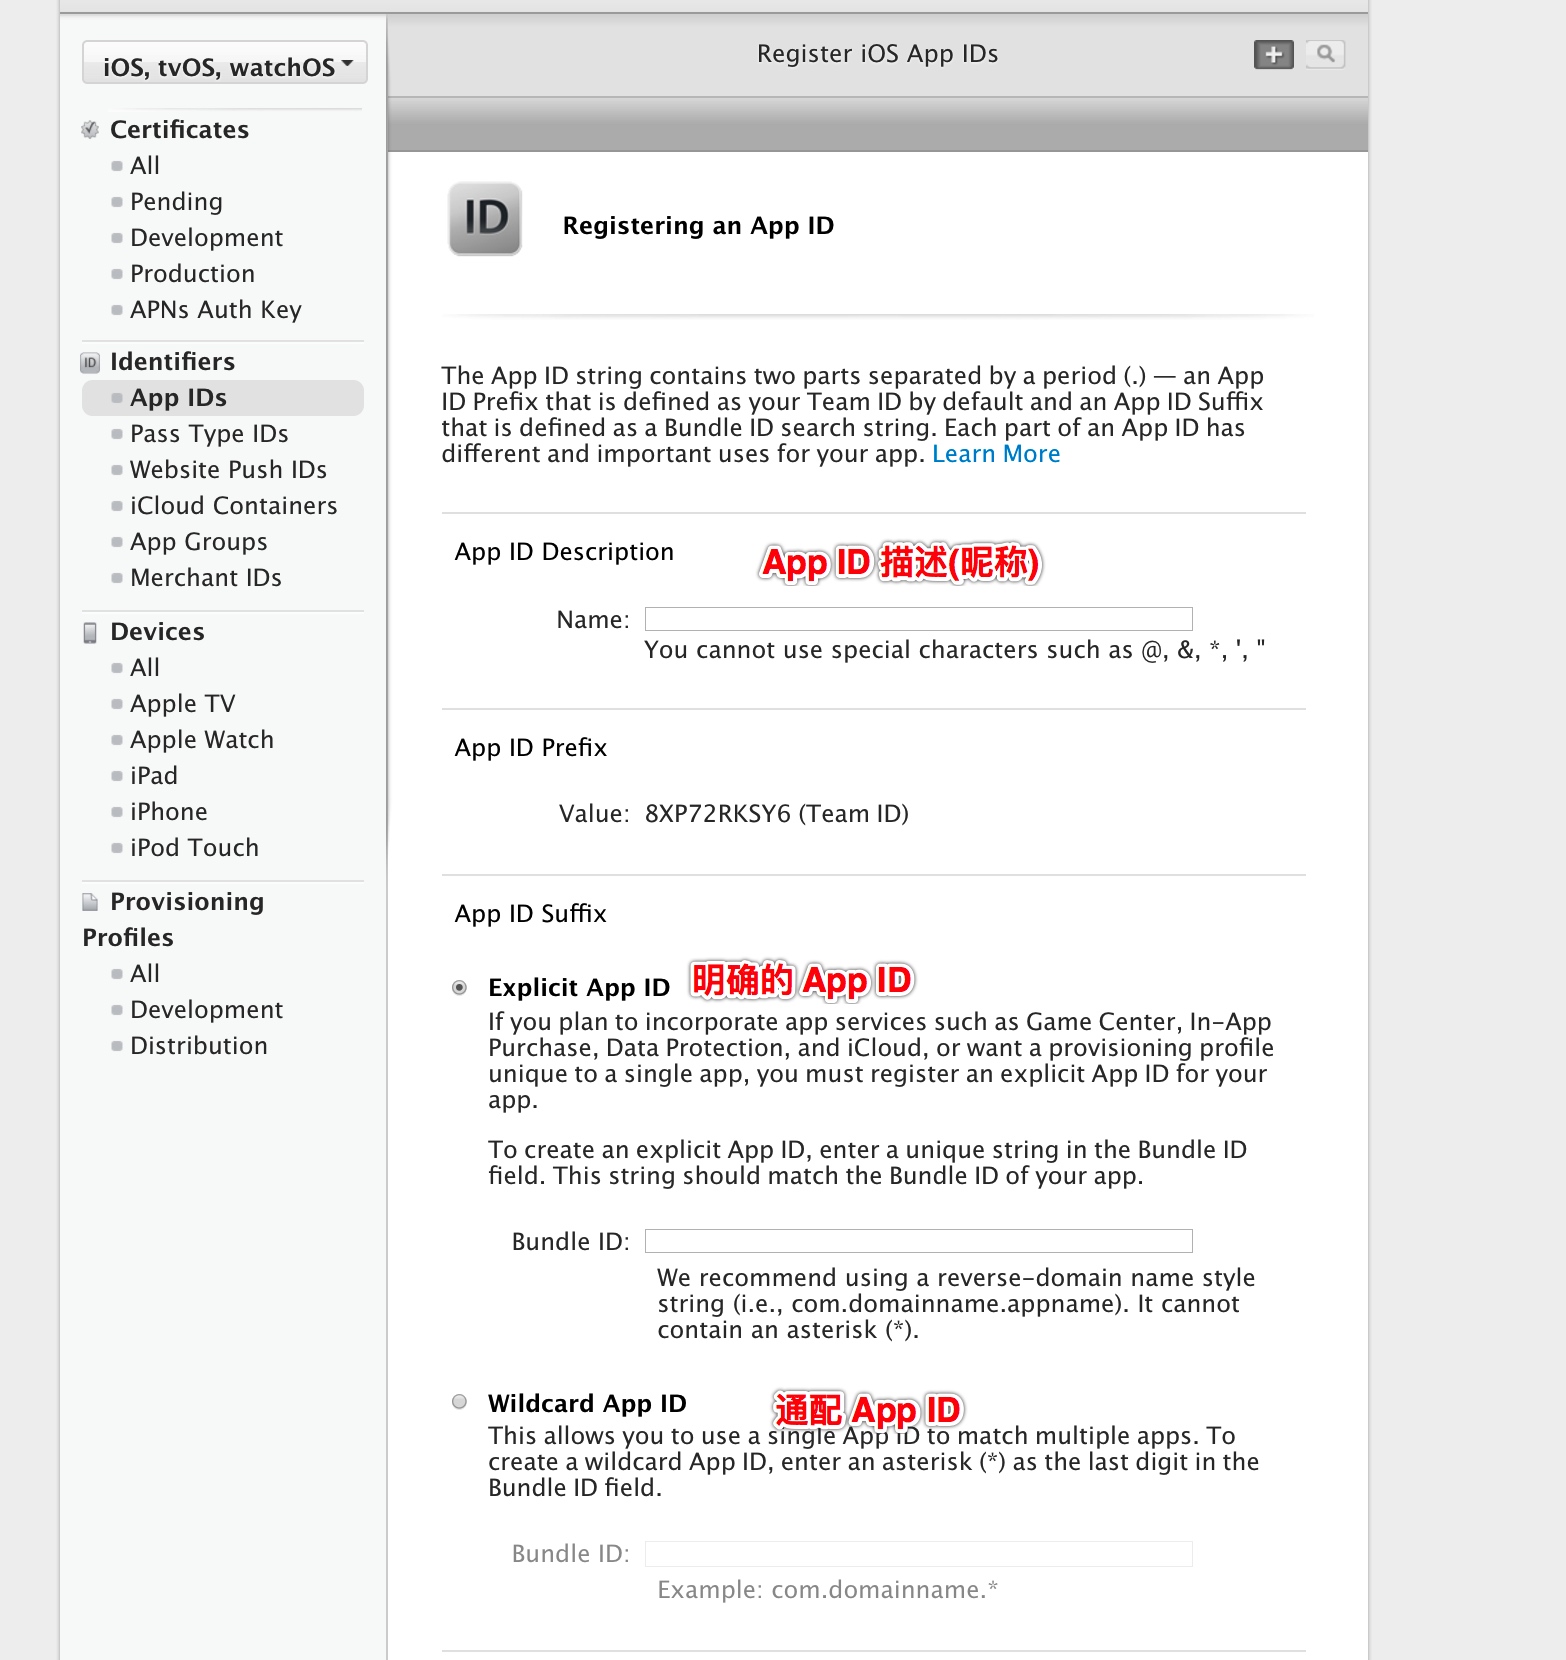 iOS, tvOS, watchOS
Certificates
All
Pending
Development
Production
APNs Auth Key
ID Identifiers
App IDs
Pass Type IDs
Website Push IDs
iCloud Containers
App Groups
Merchant IDs
Devices
All
Apple TV
Apple Watch
iPad
iPhone
iPod Touch
Provisioning
Profiles
All
Development
Distribution
Register iOS App IDs
ID
Registering an App ID
The App ID string contains two parts separated by a period (.) — an App
ID Prefix that is defined as your Team ID by default and an App ID Suffix
that is defined as a Bundle ID search string. Each part of an App ID has
different and important uses for your app. Learn More
App ID Description
App ID 描述(昵称)
Name:
You cannot use special characters such as @, &, *, ', "
App ID Prefix
Value: 8XP72RKSY6 (Team ID)
App ID Suffix
Explicit App ID
明确的 App ID
If you plan to incorporate app services such as Game Center, In-App
Purchase, Data Protection, and iCloud, or want a provisioning profile
unique to a single app, you must register an explicit App ID for your
app.
To create an explicit App ID, enter a unique string in the Bundle ID
field. This string should match the Bundle ID of your app.
Bundle ID:
We recommend using a reverse-domain name style
string (i.e., com.domainname.appname). It cannot
contain an asterisk (*).
Wildcard App ID
通配 App ID
This allows you to use a single App ID to match multiple apps. To
create a wildcard App ID, enter an asterisk (*) as the last digit in the
Bundle ID field.
Bundle ID:
Example: com.domainname.*